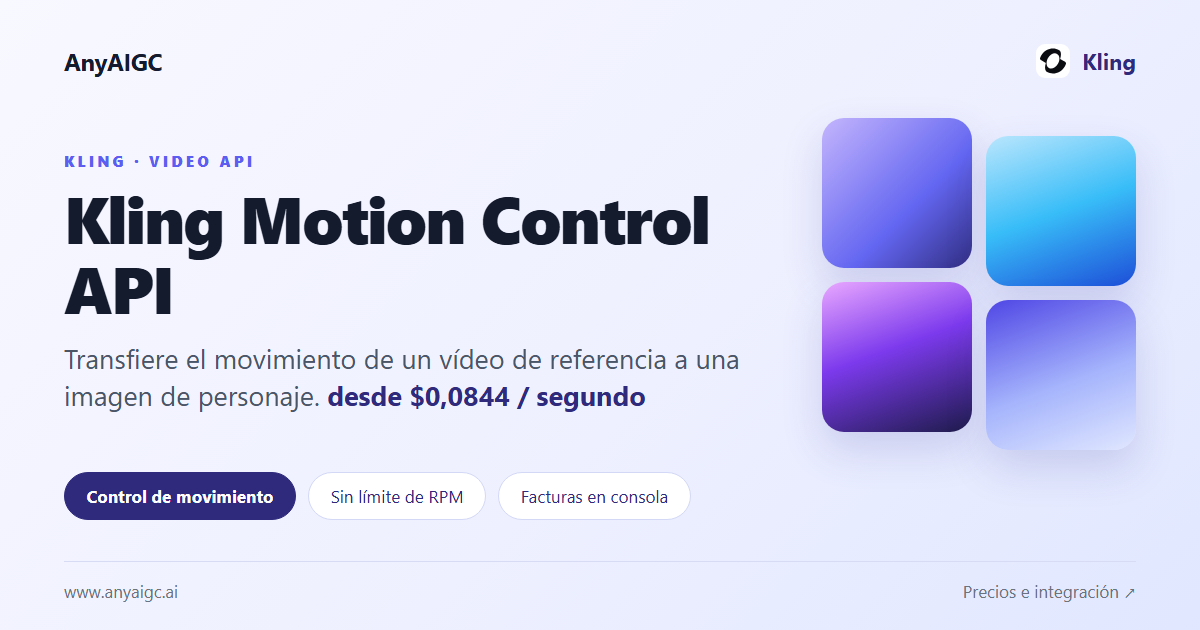 AnyAIGC
Kling
KLING · VIDEO API
Kling Motion Control
API
Transfiere el movimiento de un vídeo de referencia a una
imagen de personaje. desde $0,0844 / segundo
Control de movimiento
Sin límite de RPM
Facturas en consola
www.anyaigc.ai
Precios e integración ↗